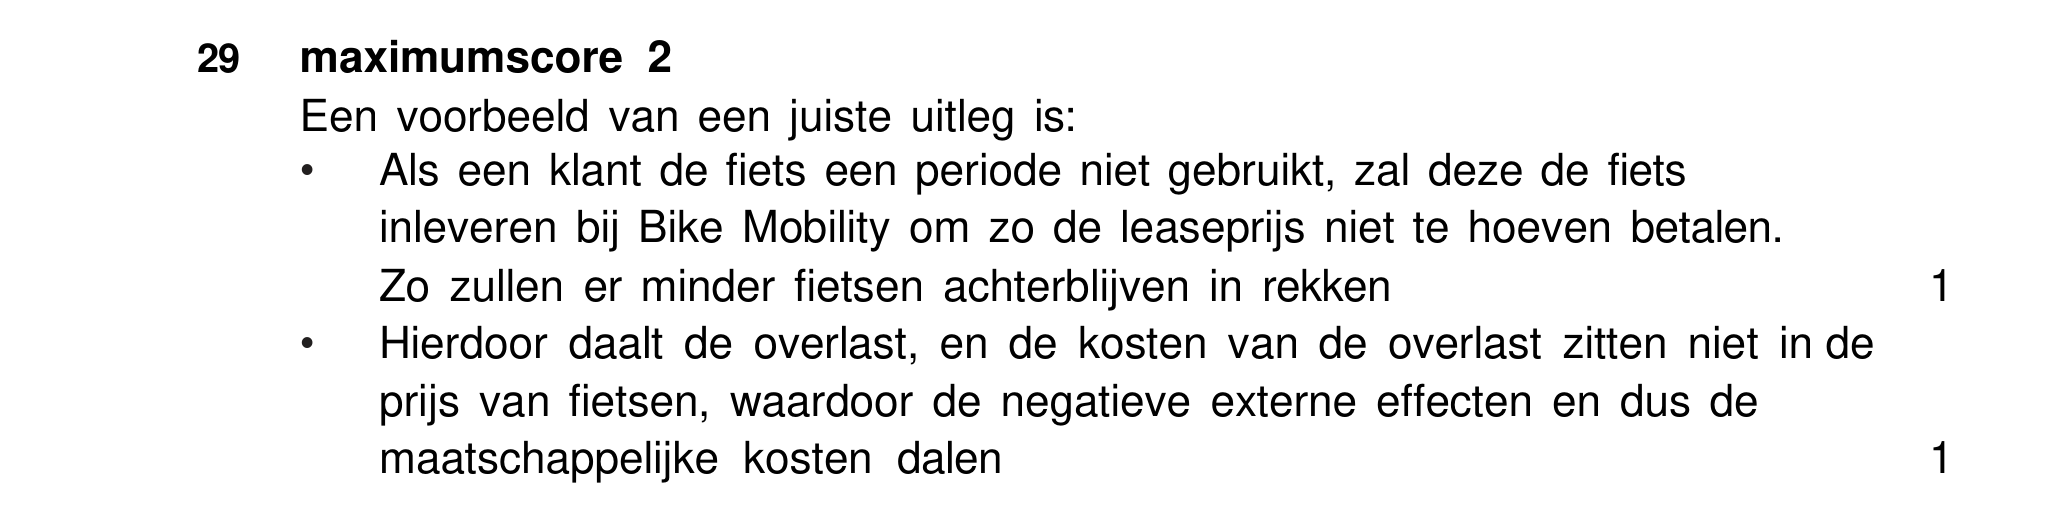 29 maximumscore 2
Een voorbeeld van een juiste uitleg is:
• Als een klant de fiets een periode niet gebruikt, zal deze de fiets
inleveren bij Bike Mobility om zo de leaseprijs niet te hoeven betalen.
Zo zullen er minder fietsen achterblijven in rekken 1
• Hierdoor daalt de overlast, en de kosten van de overlast zitten niet in de
prijs van fietsen, waardoor de negatieve externe effecten en dus de
maatschappelijke kosten dalen 1